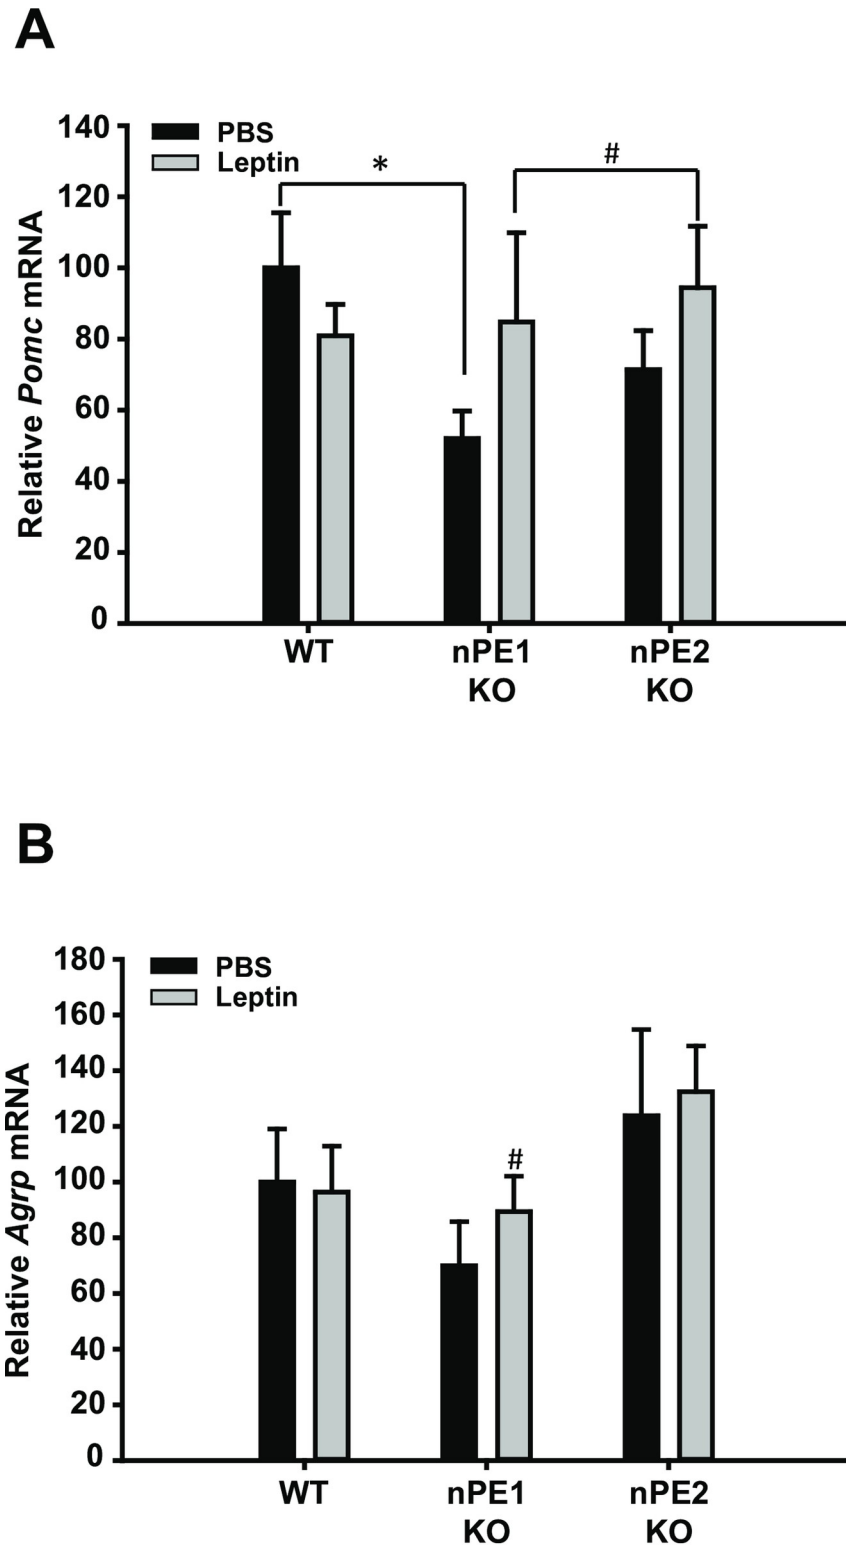 A
140
120
100
80
60
40
20
0
Relative Pomc mRNA
PBS
Leptin
*
#
WT
nPE1
KO
nPE2
KO
B
180
160
140
120
100
80
60
40
20
0
Relative Agrp mRNA
PBS
Leptin
#
WT
nPE1
KO
nPE2
KO